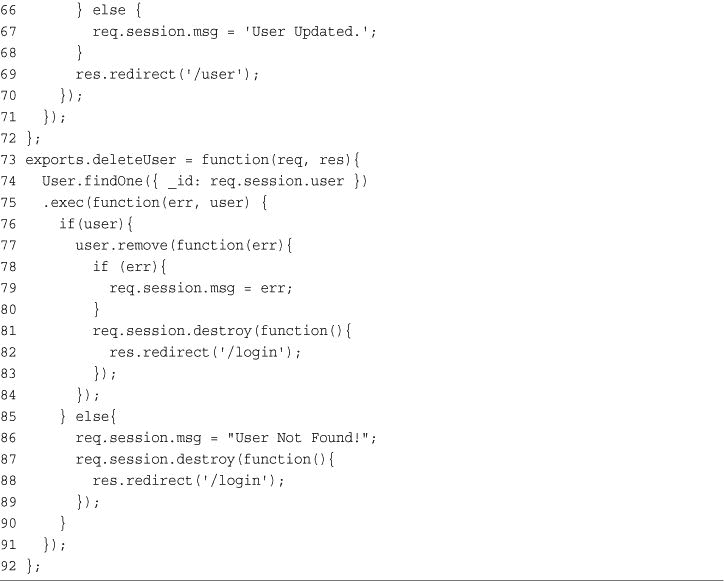 66       } else {
67         req.session.msg = 'User Updated.';
68       }
69       res.redirect('/user');
70     });
71   });
72 };
73 exports.deleteUser = function(req, res){
74   User.findOne({ _id: req.session.user })
75   .exec(function(err, user) {
76     if(user){
77       user.remove(function(err){
78         if (err){
79           req.session.msg = err;
80         }
81         req.session.destroy(function(){
82           res.redirect('/login');
83         });
84       });
85     } else{
86       req.session.msg = "User Not Found!";
87       req.session.destroy(function(){
88         res.redirect('/login');
89       });
90     }
91   });
92 };